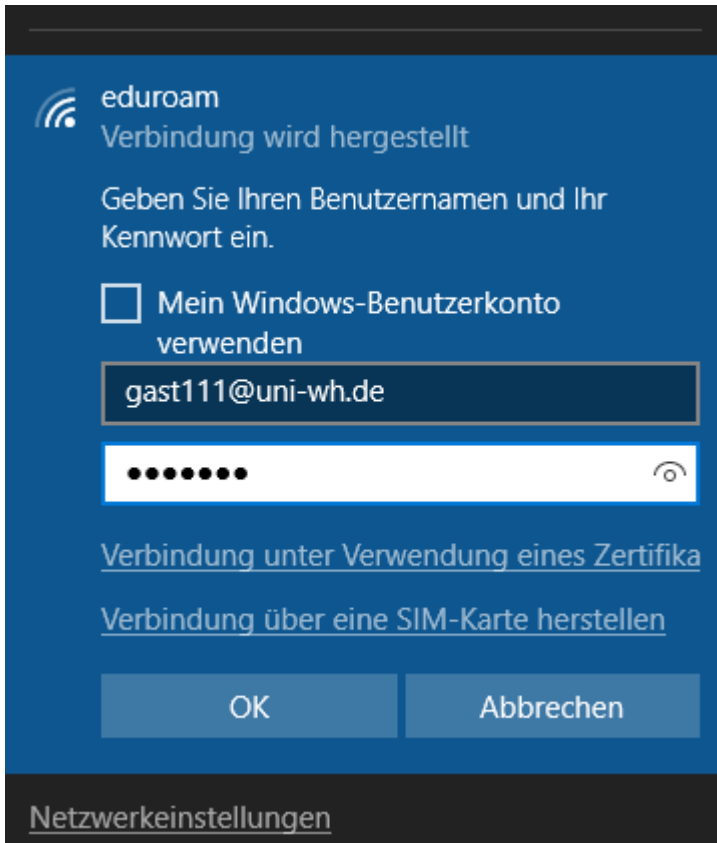 eduroam
Verbindung wird hergestellt
Geben Sie Ihren Benutzernamen und Ihr
Kennwort ein.
Mein Windows-Benutzerkonto
verwenden
gast111@uni-wh.de
•••••••
Verbindung unter Verwendung eines Zertifika
Verbindung über eine SIM-Karte herstellen
OK
Abbrechen
Netzwerkeinstellungen